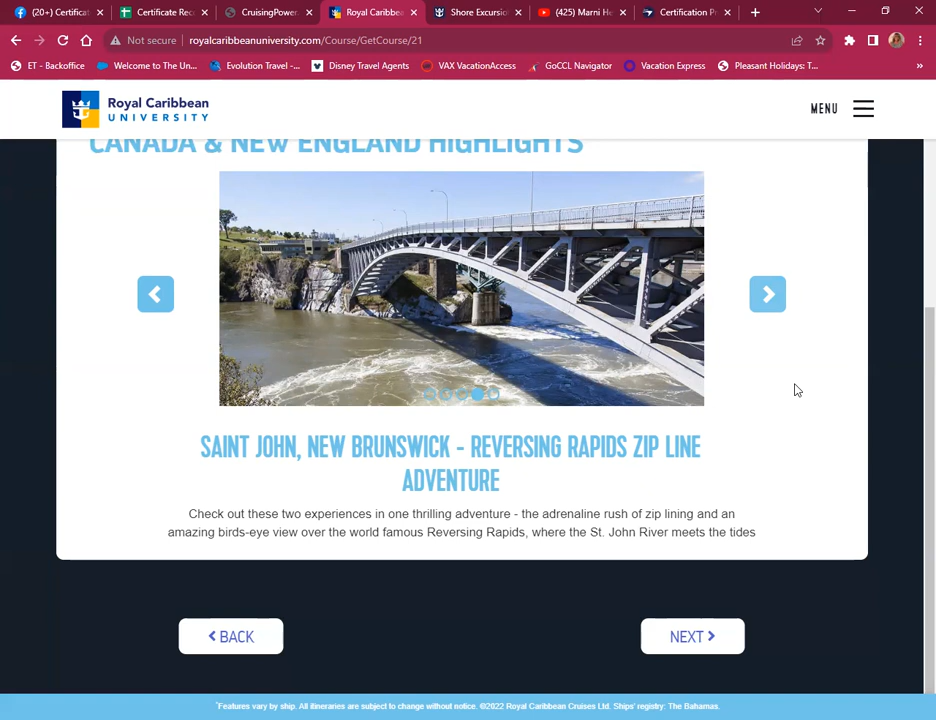 (20+) Certificat
Certificate Rec
CruisingPower.
Royal Caribbea
Shore Excursio
(425) Marni He
Certification Pr
Not secure
royalcaribbeanuniversity.com/Course/GetCourse/21
ET - Backoffice
Welcome to The Un...
Evolution Travel -...
Disney Travel Agents
VAX VacationAccess
GoCCL Navigator
Vacation Express
Pleasant Holidays: T...
»
Royal Caribbean
UNIVERSITY
MENU
CANADA & NEW ENGLAND HIGHLIGHTS
SAINT JOHN, NEW BRUNSWICK - REVERSING RAPIDS ZIP LINE
ADVENTURE
Check out these two experiences in one thrilling adventure - the adrenaline rush of zip lining and an
amazing birds-eye view over the world famous Reversing Rapids, where the St. John River meets the tides
BACK
NEXT
*Features vary by ship. All itineraries are subject to change without notice. ©2022 Royal Caribbean Cruises Ltd. Ships' registry: The Bahamas.